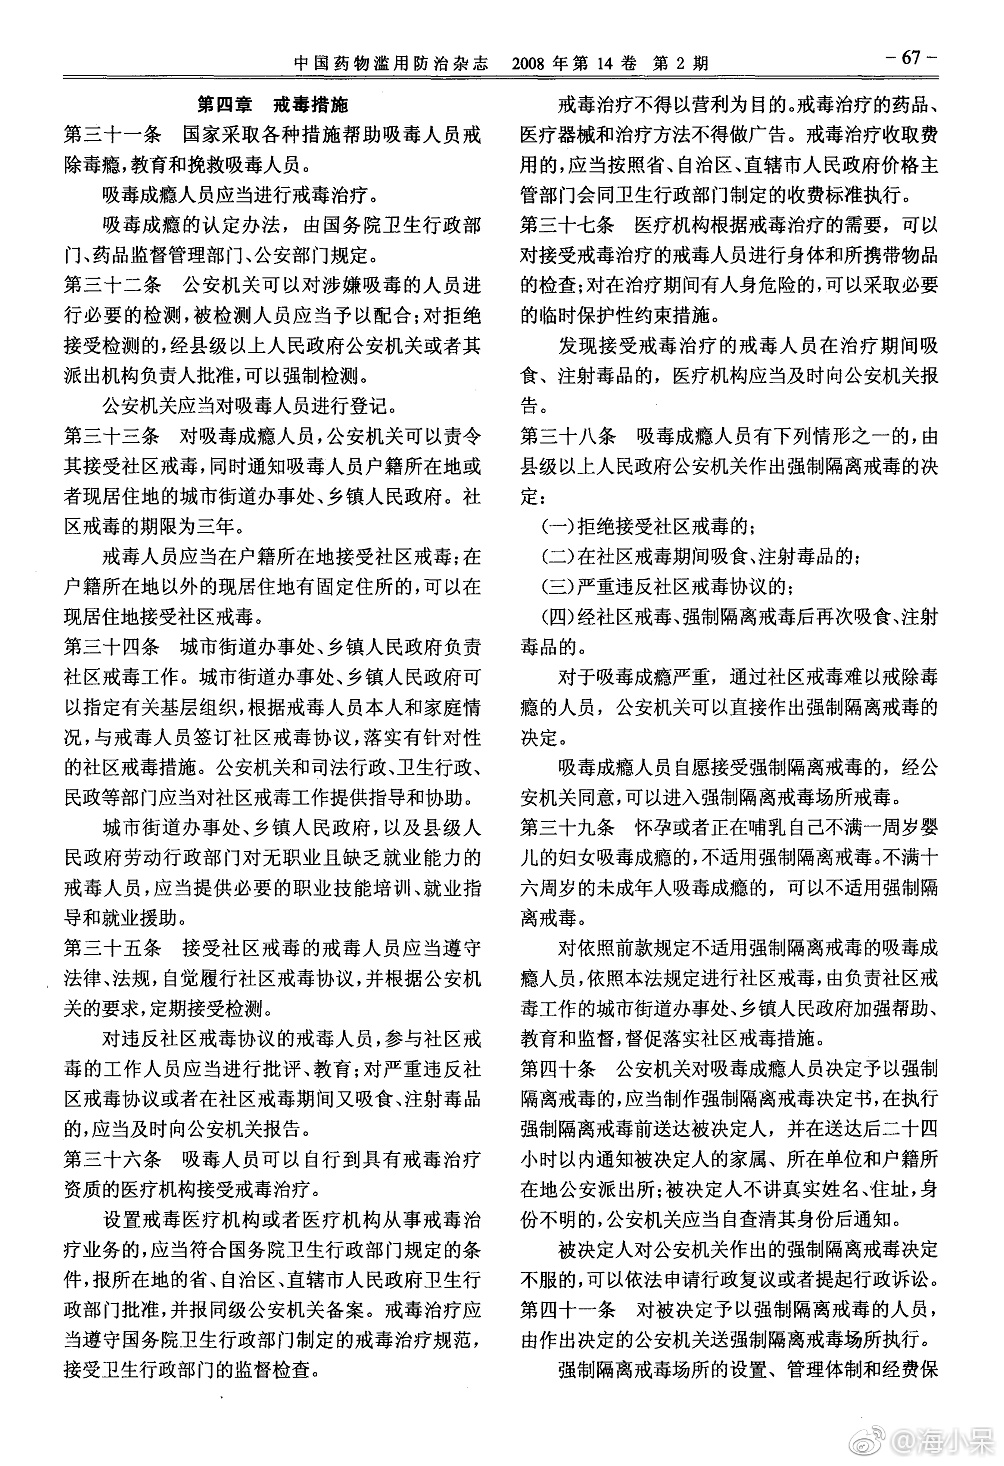 中国药物滥用防治杂志 2008年第14卷 第2期
-67-
第四章 戒毒措施
第三十一条 国家采取各种措施帮助吸毒人员戒
除毒瘾,教育和挽救吸毒人员。
吸毒成瘾人员应当进行戒毒治疗。
吸毒成瘾的认定办法，由国务院卫生行政部
门、药品监督管理部门、公安部门规定。
第三十二条 公安机关可以对涉嫌吸毒的人员进
行必要的检测,被检测人员应当予以配合;对拒绝
接受检测的,经县级以上人民政府公安机关或者其
派出机构负责人批准,可以强制检测。
公安机关应当对吸毒人员进行登记。
第三十三条 对吸毒成瘾人员,公安机关可以责令
其接受社区戒毒,同时通知吸毒人员户籍所在地或
者现居住地的城市街道办事处、乡镇人民政府。社
区戒毒的期限为三年。
戒毒人员应当在户籍所在地接受社区戒毒;在
户籍所在地以外的现居住地有固定住所的,可以在
现居住地接受社区戒毒。
第三十四条 城市街道办事处、乡镇人民政府负责
社区戒毒工作。城市街道办事处、乡镇人民政府可
以指定有关基层组织,根据戒毒人员本人和家庭情
况,与戒毒人员签订社区戒毒协议,落实有针对性
的社区戒毒措施。公安机关和司法行政、卫生行政、
民政等部门应当对社区戒毒工作提供指导和协助。
城市街道办事处、乡镇人民政府,以及县级人
民政府劳动行政部门对无职业且缺乏就业能力的
戒毒人员,应当提供必要的职业技能培训、就业指
导和就业援助。
第三十五条 接受社区戒毒的戒毒人员应当遵守
法律、法规,自觉履行社区戒毒协议,并根据公安机
关的要求,定期接受检测。
对违反社区戒毒协议的戒毒人员,参与社区戒
毒的工作人员应当进行批评、教育;对严重违反社
区戒毒协议或者在社区戒毒期间又吸食、注射毒品
的,应当及时向公安机关报告。
第三十六条 吸毒人员可以自行到具有戒毒治疗
资质的医疗机构接受戒毒治疗。
设置戒毒医疗机构或者医疗机构从事戒毒治
疗业务的,应当符合国务院卫生行政部门规定的条
件,报所在地的省、自治区、直辖市人民政府卫生行
政部门批准,并报同级公安机关备案。戒毒治疗应
当遵守国务院卫生行政部门制定的戒毒治疗规范,
接受卫生行政部门的监督检查。
戒毒治疗不得以营利为目的。戒毒治疗的药品、
医疗器械和治疗方法不得做广告。戒毒治疗收取费
用的,应当按照省、自治区、直辖市人民政府价格主
管部门会同卫生行政部门制定的收费标准执行。
第三十七条 医疗机构根据戒毒治疗的需要，可以
对接受戒毒治疗的戒毒人员进行身体和所携带物品
的检查;对在治疗期间有人身危险的,可以采取必要
的临时保护性约束措施。
发现接受戒毒治疗的戒毒人员在治疗期间吸
食、注射毒品的，医疗机构应当及时向公安机关报
告。
第三十八条 吸毒成瘾人员有下列情形之一的,由
县级以上人民政府公安机关作出强制隔离戒毒的决
定:
(一)拒绝接受社区戒毒的;
(二)在社区戒毒期间吸食、注射毒品的;
(三)严重违反社区戒毒协议的;
(四)经社区戒毒、强制隔离戒毒后再次吸食、注射
毒品的。
对于吸毒成瘾严重，通过社区戒毒难以戒除毒
瘾的人员，公安机关可以直接作出强制隔离戒毒的
决定。
吸毒成瘾人员自愿接受强制隔离戒毒的，经公
安机关同意,可以进入强制隔离戒毒场所戒毒。
第三十九条 怀孕或者正在哺乳自己不满一周岁婴
儿的妇女吸毒成瘾的,不适用强制隔离戒毒。不满十
六周岁的未成年人吸毒成瘾的，可以不适用强制隔
离戒毒。
对依照前款规定不适用强制隔离戒毒的吸毒成
瘾人员,依照本法规定进行社区戒毒,由负责社区戒
毒工作的城市街道办事处、乡镇人民政府加强帮助、
教育和监督,督促落实社区戒毒措施。
第四十条 公安机关对吸毒成瘾人员决定予以强制
隔离戒毒的,应当制作强制隔离戒毒决定书,在执行
强制隔离戒毒前送达被决定人，并在送达后二十四
小时以内通知被决定人的家属、所在单位和户籍所
在地公安派出所;被决定人不讲真实姓名、住址,身
份不明的,公安机关应当自查清其身份后通知。
被决定人对公安机关作出的强制隔离戒毒决定
不服的,可以依法申请行政复议或者提起行政诉讼。
第四十一条 对被决定予以强制隔离戒毒的人员,
由作出决定的公安机关送强制隔离戒毒场所执行。
强制隔离戒毒场所的设置、管理体制和经费保
@海小呆